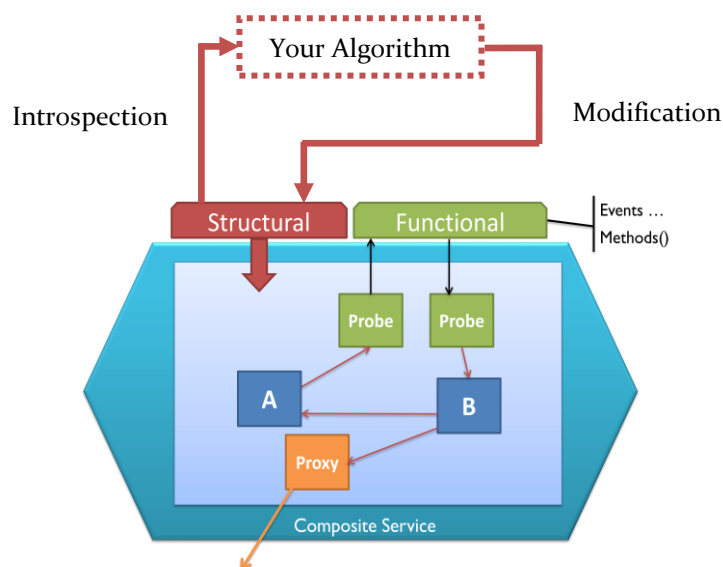 Your Algorithm
Introspection
Modification
Structural
Functional
Events ...
Methods()
Probe
Probe
A
B
Proxy
Composite Service